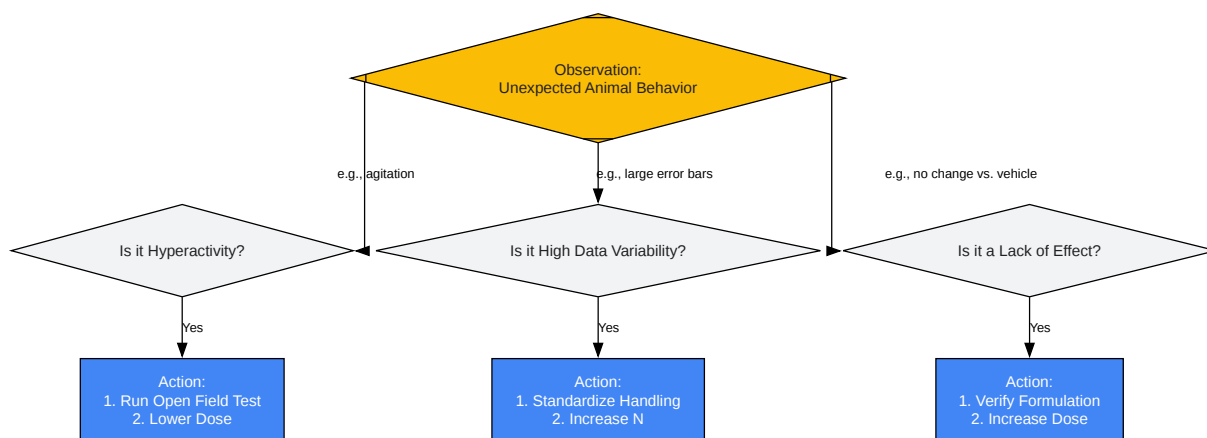 Observation:
Unexpected Animal Behavior
e.g., agitation
e.g., large error bars
e.g., no change vs. vehicle
Is it Hyperactivity?
Is it High Data Variability?
Is it a Lack of Effect?
Yes
Yes
Yes
Action:
1. Run Open Field Test
2. Lower Dose
Action:
1. Standardize Handling
2. Increase N
Action:
1. Verify Formulation
2. Increase Dose